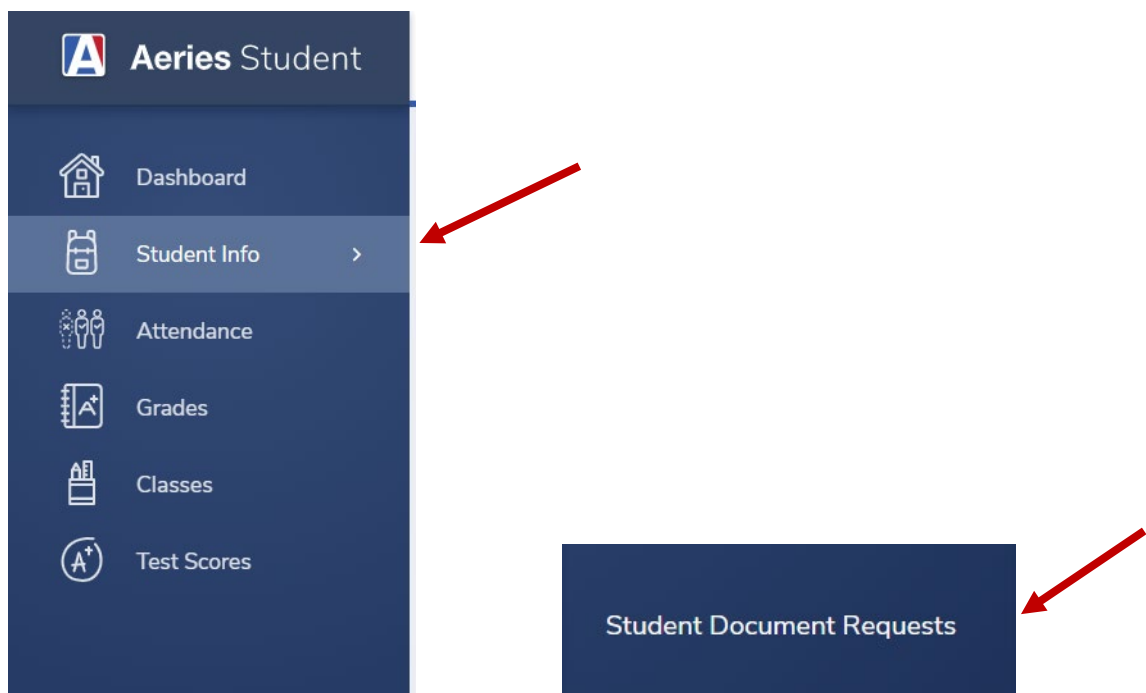 Aeries Student
Dashboard
Student Info
Attendance
Grades
Classes
Test Scores
Student Document Requests